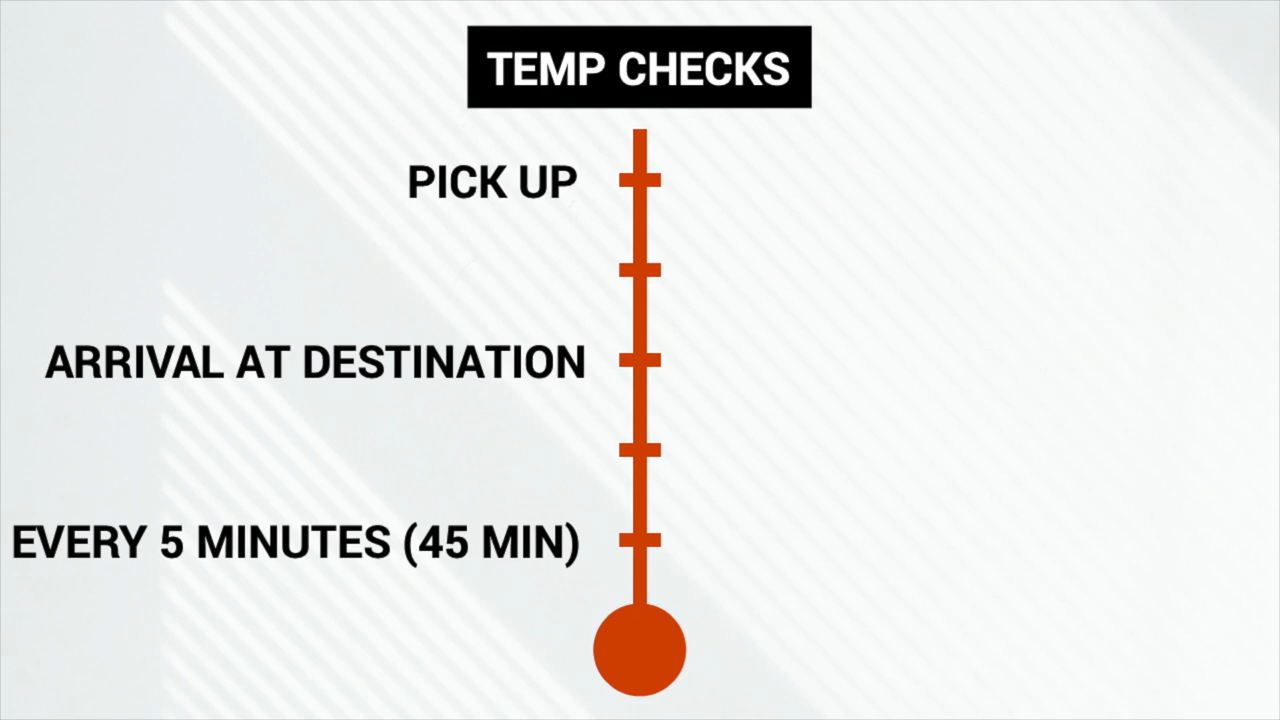 TEMP CHECKS
PICK UP
ARRIVAL AT DESTINATION
EVERY 5 MINUTES (45 MIN)